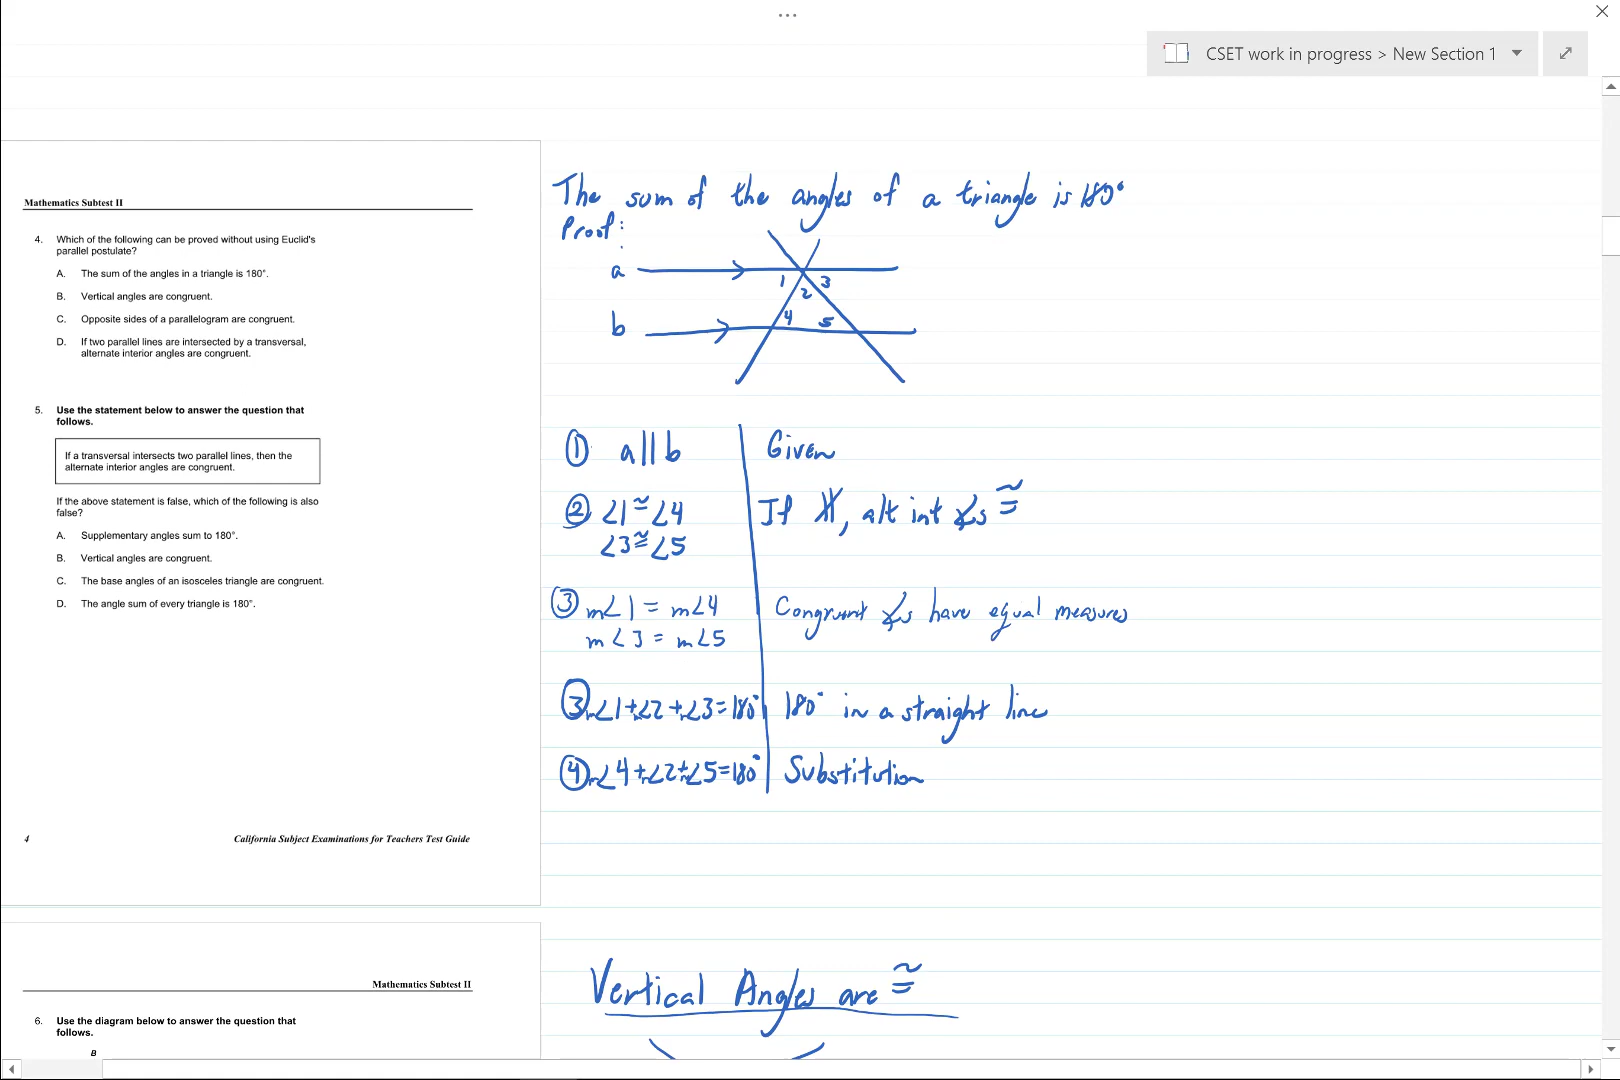 ...
CSET work in progress > New Section 1
Mathematics Subtest II
4. Which of the following can be proved without using Euclid's
parallel postulate?
A. The sum of the angles in a triangle is 180°.
B. Vertical angles are congruent.
C. Opposite sides of a parallelogram are congruent.
D. If two parallel lines are intersected by a transversal,
alternate interior angles are congruent.
5. Use the statement below to answer the question that
follows.
If a transversal intersects two parallel lines, then the
alternate interior angles are congruent.
If the above statement is false, which of the following is also
false?
A. Supplementary angles sum to 180°.
B. Vertical angles are congruent.
C. The base angles of an isosceles triangle are congruent.
D. The angle sum of every triangle is 180°.
4 California Subject Examinations for Teachers Test Guide
Mathematics Subtest II
6. Use the diagram below to answer the question that
follows.
B
The sum of the angles of a triangle is 180°
Proof:
a
1 3
2
b
4 5
① a||b Given
② ∠1≅∠4 If ∦, alt int ∡s ≅
∠3≅∠5
③ m∠1 = m∠4 Congruent ∡s have equal measures
m∠3 = m∠5
③ m∠1+m∠2+m∠3=180° 180° in a straight line
④ m∠4+m∠2+m∠5=180° Substitution
Vertical Angles are ≅